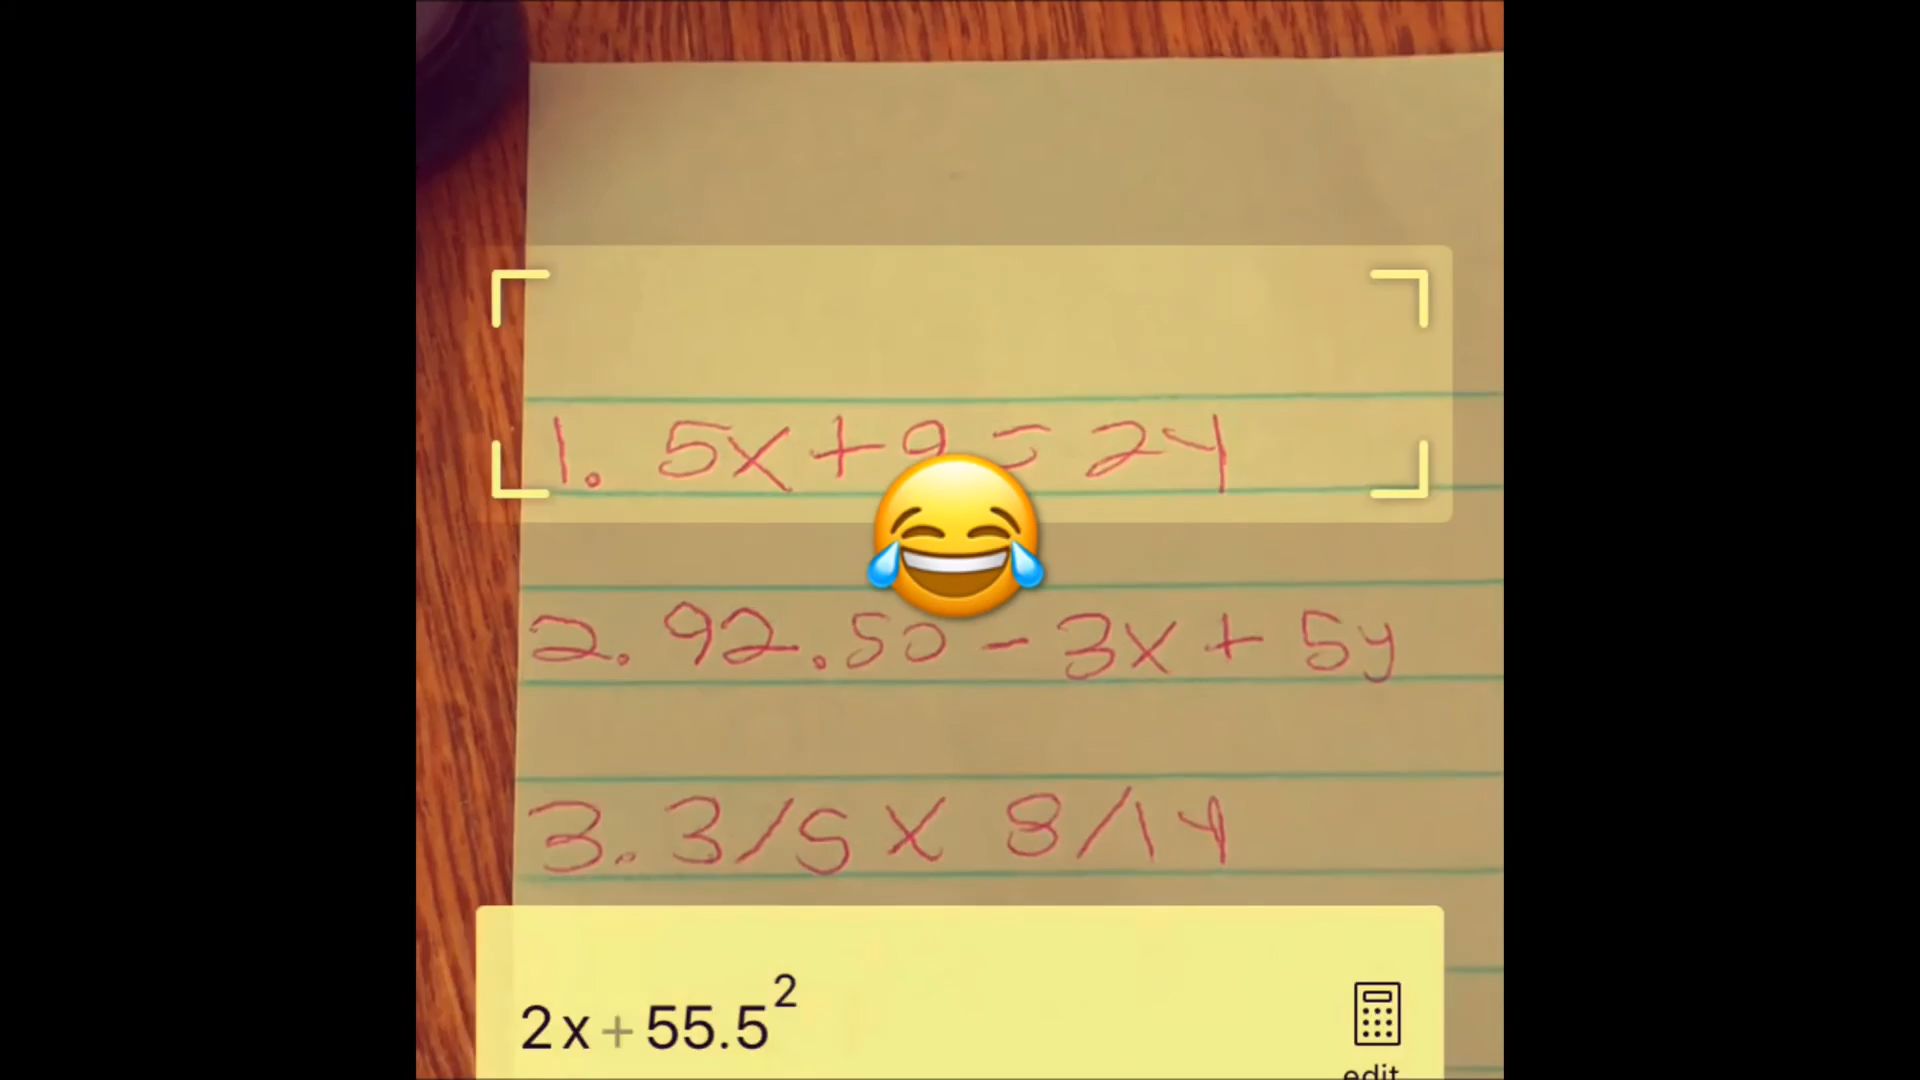 1. 5x+9=24
2. 92.50-3x+5y
3. 3/5 X 8/14
2x+55.5²
edit